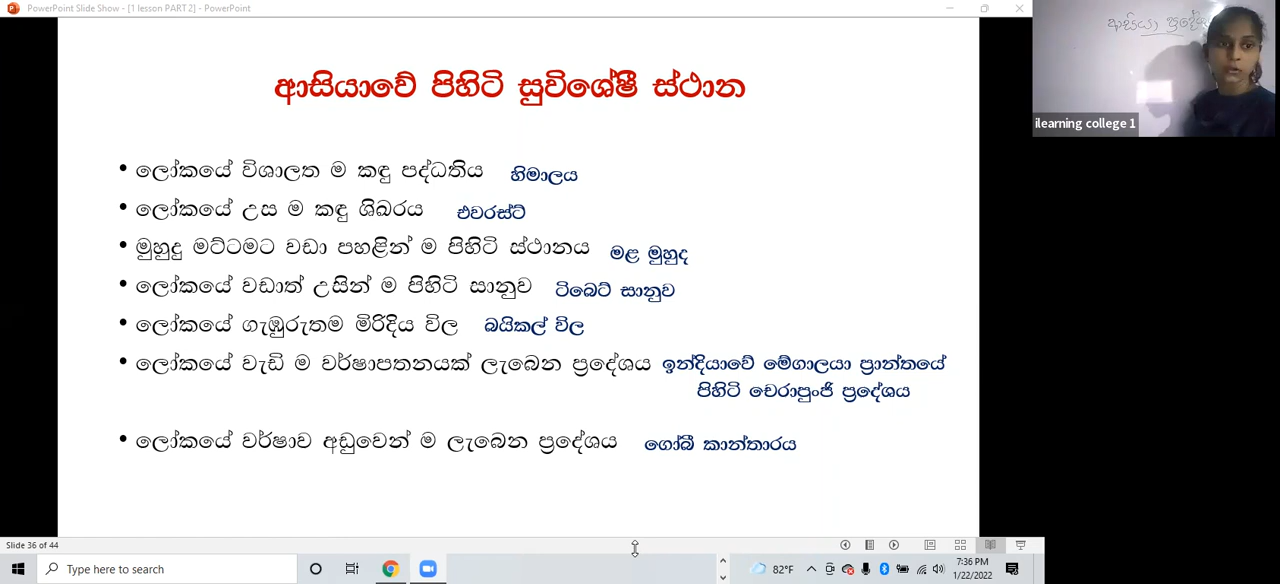 PowerPoint Slide Show - [1 lesson PART 2] - PowerPoint
ආසියා
ilearning college 1
ආසියාවේ පිහිටි සුවිශේෂී ස්ථාන
• ලෝකයේ විශාලත ම කඳු පද්ධතිය හිමාලය
• ලෝකයේ උස ම කඳු ශිඛරය එවරස්ට්
• මුහුදු මට්ටමට වඩා පහළින් ම පිහිටි ස්ථානය මළ මුහුද
• ලෝකයේ වඩාත් උසින් ම පිහිටි සානුව ටිබෙට් සානුව
• ලෝකයේ ගැඹුරුතම මිරිදිය විල බයිකල් විල
• ලෝකයේ වැඩි ම වර්ෂාපතනයක් ලැබෙන ප්‍රදේශය ඉන්දියාවේ මේගාලයා ප්‍රාන්තයේ
පිහිටි චෙරාපුංජි ප්‍රදේශය
• ලෝකයේ වර්ෂාව අඩුවෙන් ම ලැබෙන ප්‍රදේශය ගෝබී කාන්තාරය
Slide 36 of 44
Type here to search
82°F
7:36 PM
1/22/2022